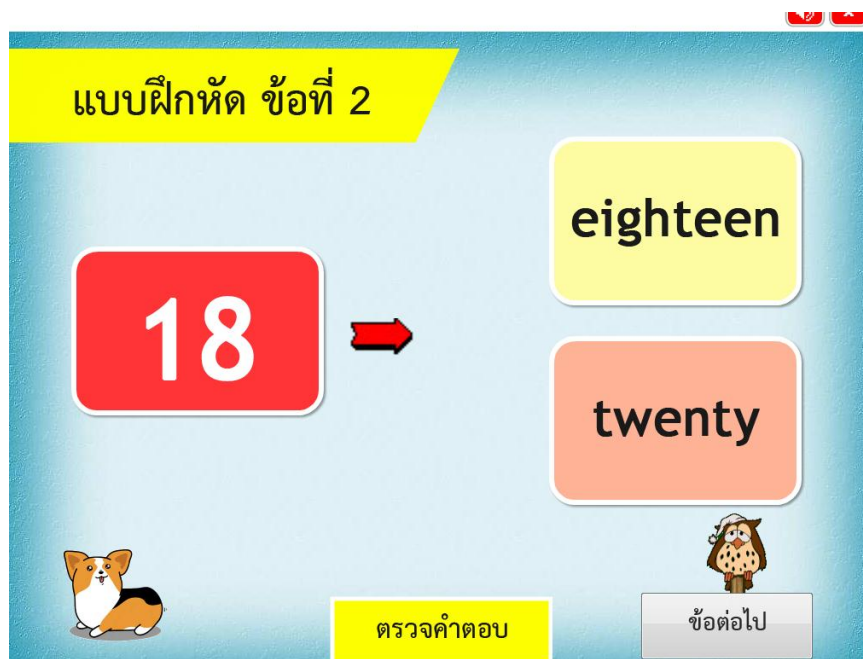 แบบฝึกหัด ข้อที่ 2
eighteen
18
twenty
ตรวจคำตอบ
ข้อต่อไป